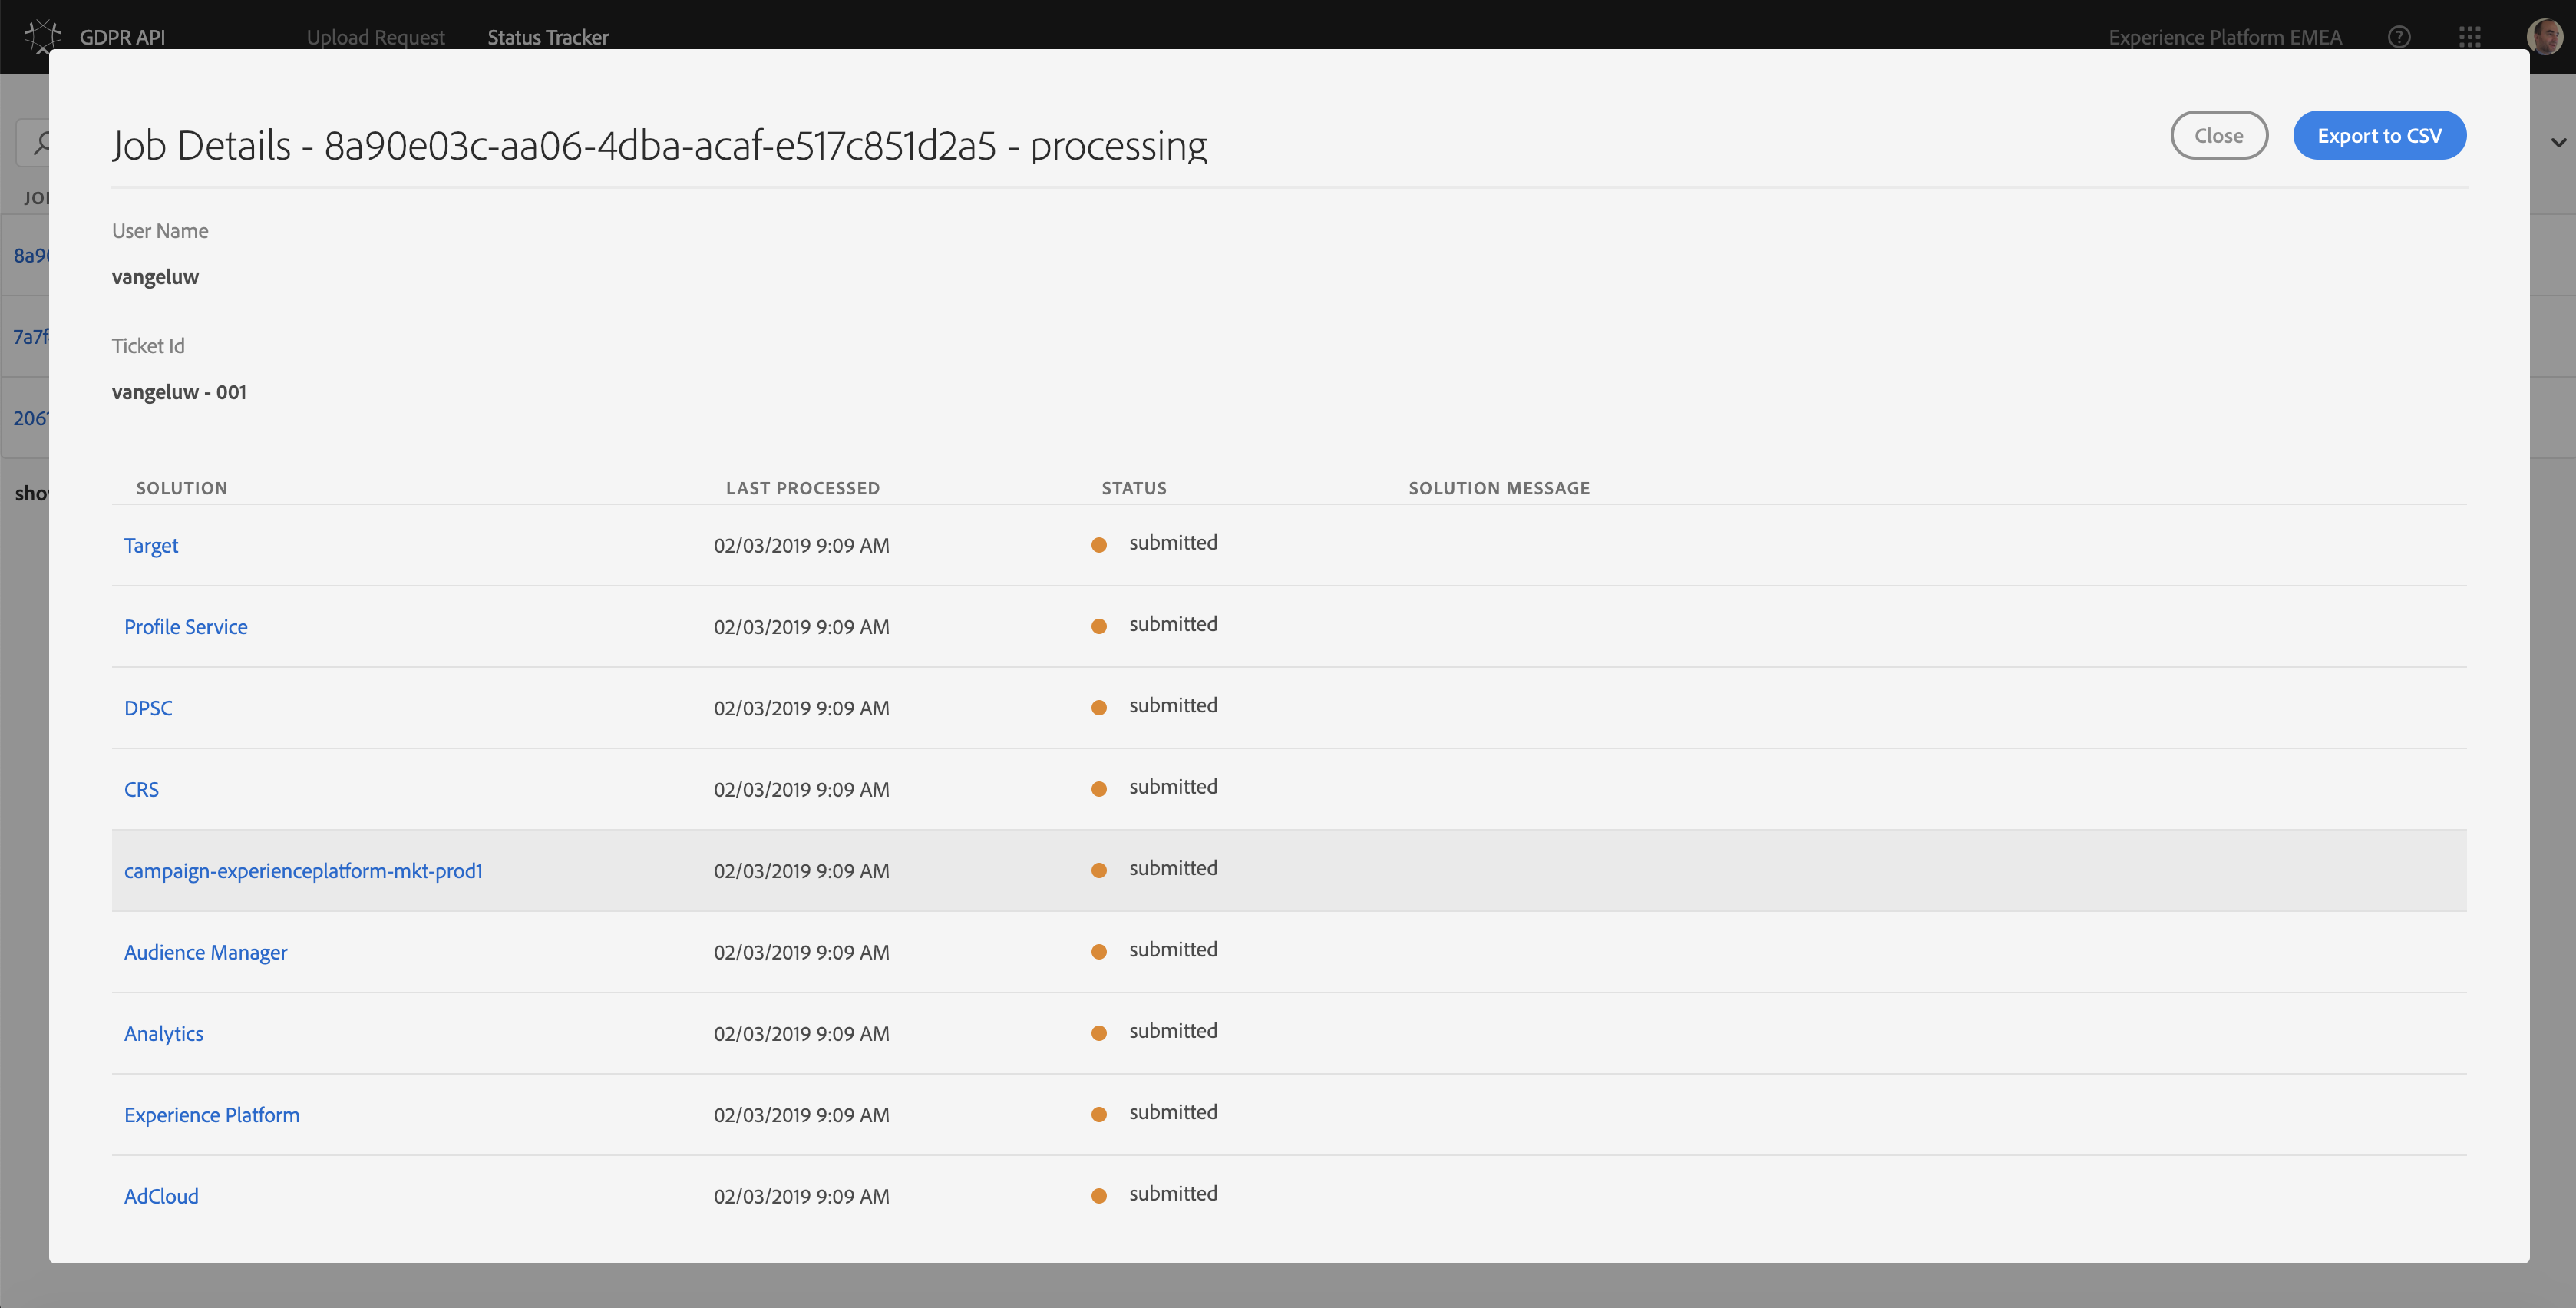 GDPR API Upload Request Status Tracker Experience Platform EMEA
Job Details - 8a90e03c-aa06-4dba-acaf-e517c851d2a5 - processing Close Export to CSV
User Name
vangeluw
Ticket Id
vangeluw - 001
SOLUTION LAST PROCESSED STATUS SOLUTION MESSAGE
Target 02/03/2019 9:09 AM submitted
Profile Service 02/03/2019 9:09 AM submitted
DPSC 02/03/2019 9:09 AM submitted
CRS 02/03/2019 9:09 AM submitted
campaign-experienceplatform-mkt-prod1 02/03/2019 9:09 AM submitted
Audience Manager 02/03/2019 9:09 AM submitted
Analytics 02/03/2019 9:09 AM submitted
Experience Platform 02/03/2019 9:09 AM submitted
AdCloud 02/03/2019 9:09 AM submitted